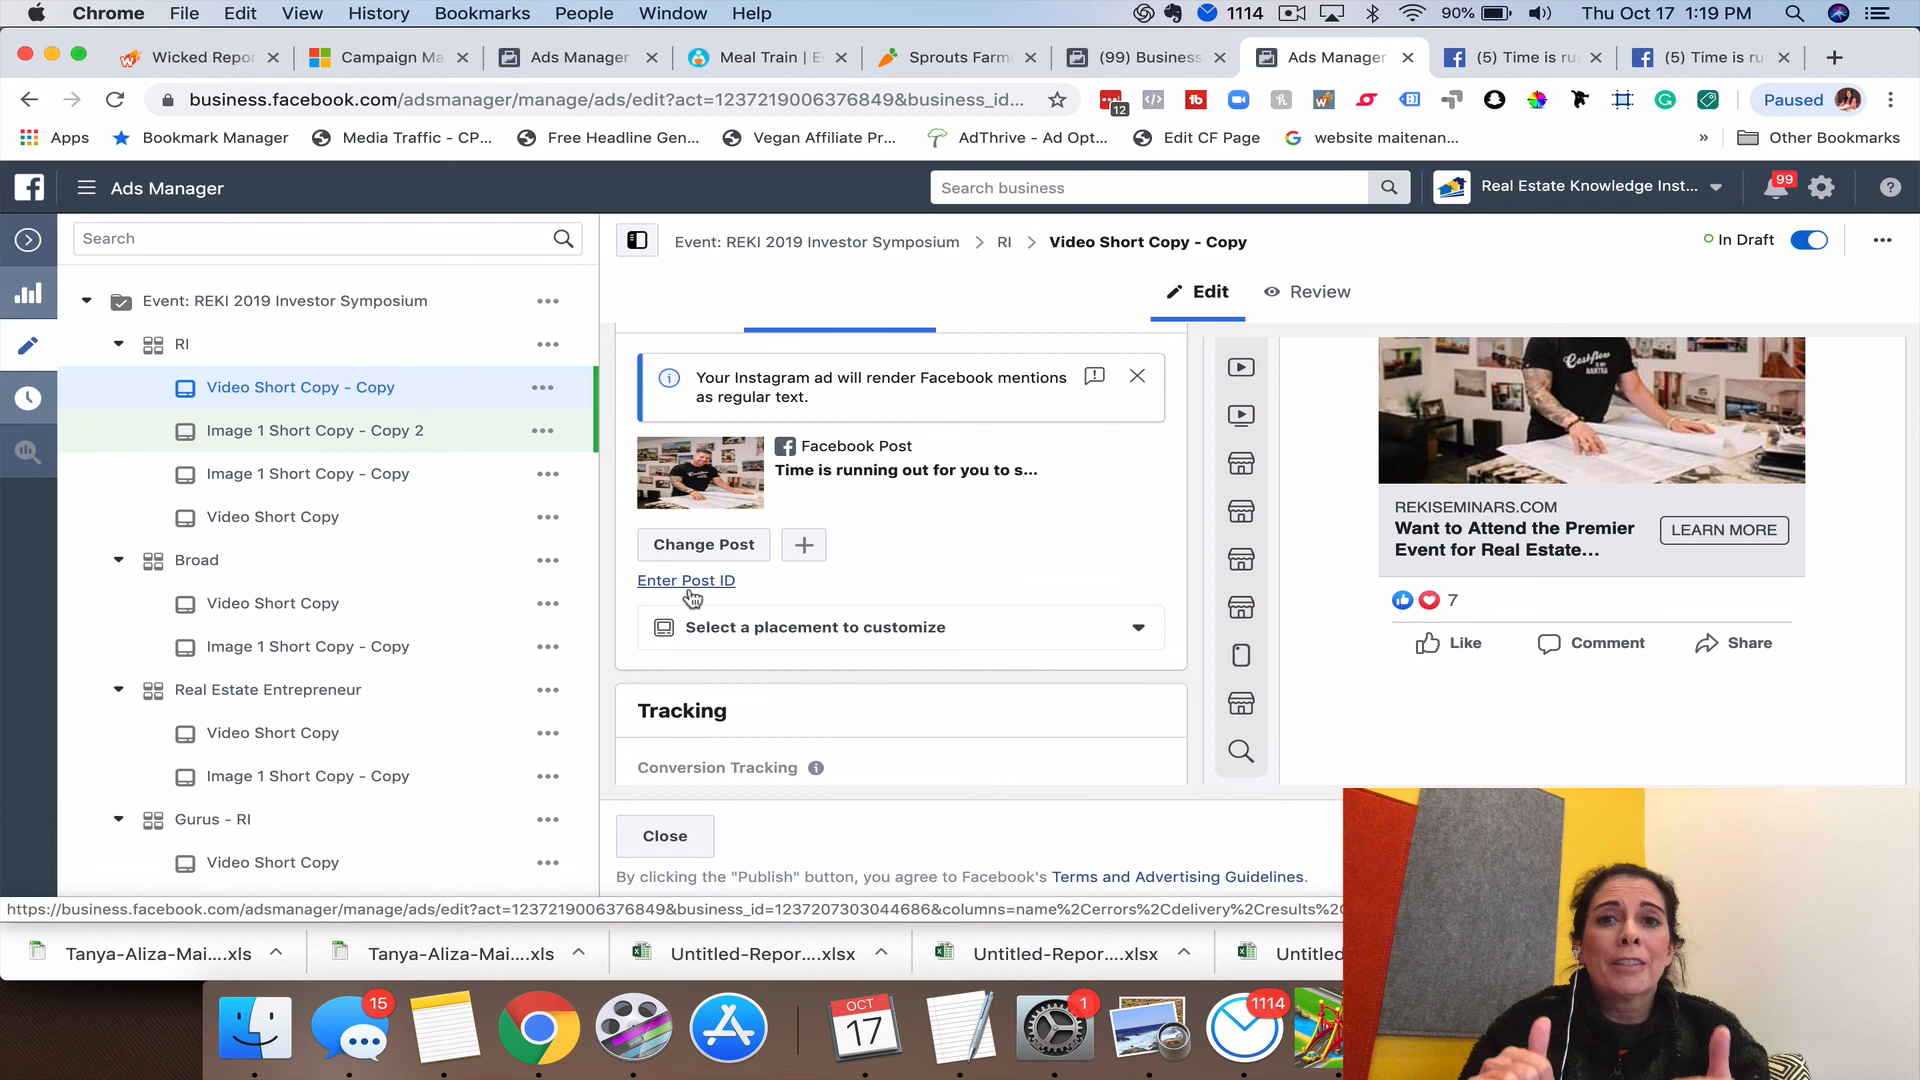 Chrome File Edit View History Bookmarks People Window Help 1114 90% Thu Oct 17 1:19 PM
Wicked Repor Campaign Ma Ads Manager Meal Train | E Sprouts Farm (99) Business Ads Manager (5) Time is ru (5) Time is ru
business.facebook.com/adsmanager/manage/ads/edit?act=1237219006376849&business_id... 12 Paused
Apps Bookmark Manager Media Traffic - CP... Free Headline Gen... Vegan Affiliate Pr... AdThrive - Ad Opt... Edit CF Page website maitenan... » Other Bookmarks
Ads Manager Search business Real Estate Knowledge Inst... 99
Search
Event: REKI 2019 Investor Symposium > RI > Video Short Copy - Copy In Draft
Edit Review
Event: REKI 2019 Investor Symposium
RI
Video Short Copy - Copy
Image 1 Short Copy - Copy 2
Image 1 Short Copy - Copy
Video Short Copy
Broad
Video Short Copy
Image 1 Short Copy - Copy
Real Estate Entrepreneur
Video Short Copy
Image 1 Short Copy - Copy
Gurus - RI
Video Short Copy
Your Instagram ad will render Facebook mentions
as regular text.
Facebook Post
Time is running out for you to s...
Change Post
Enter Post ID
Select a placement to customize
Tracking
Conversion Tracking
Cashflow
IS MY
MANTRA
REKISEMINARS.COM
Want to Attend the Premier
Event for Real Estate...
LEARN MORE
7
Like Comment Share
Close
By clicking the "Publish" button, you agree to Facebook's Terms and Advertising Guidelines.
https://business.facebook.com/adsmanager/manage/ads/edit?act=1237219006376849&business_id=1237207303044686&columns=name%2Cerrors%2Cdelivery%2Cresults%2C
Tanya-Aliza-Mai....xls Tanya-Aliza-Mai....xls Untitled-Repor....xlsx Untitled-Repor....xlsx Untitled
15 OCT 17 1 1114